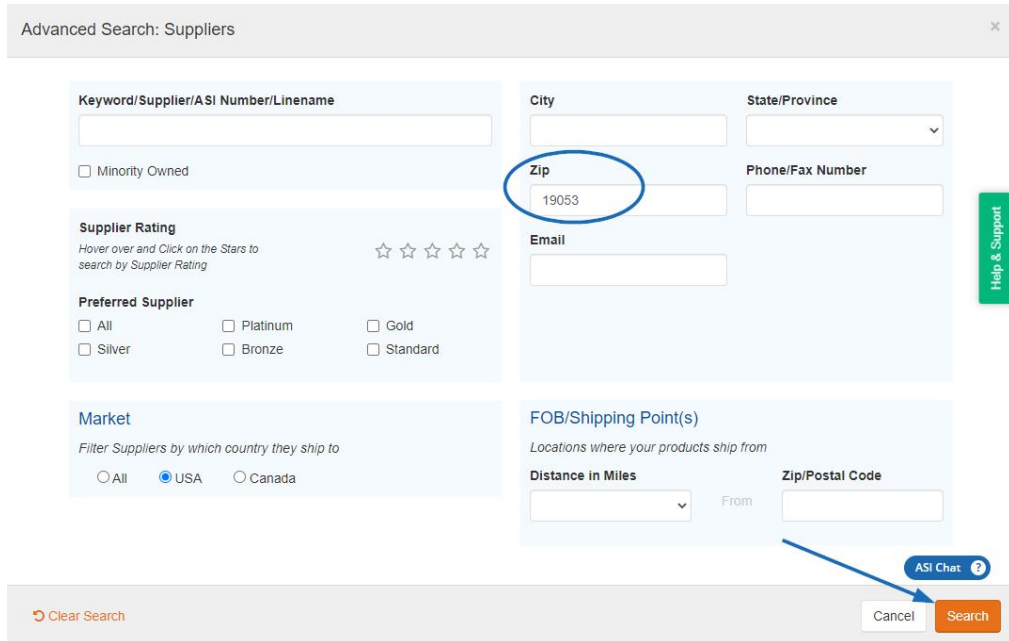 Advanced Search: Suppliers
×
Keyword/Supplier/ASI Number/Linename
Minority Owned
Supplier Rating
Hover over and Click on the Stars to
search by Supplier Rating
Preferred Supplier
All Platinum Gold
Silver Bronze Standard
Market
Filter Suppliers by which country they ship to
All USA Canada
City State/Province
Zip Phone/Fax Number
19053
Email
FOB/Shipping Point(s)
Locations where your products ship from
Distance in Miles Zip/Postal Code
From
Help & Support
ASI Chat ?
Clear Search
Cancel Search